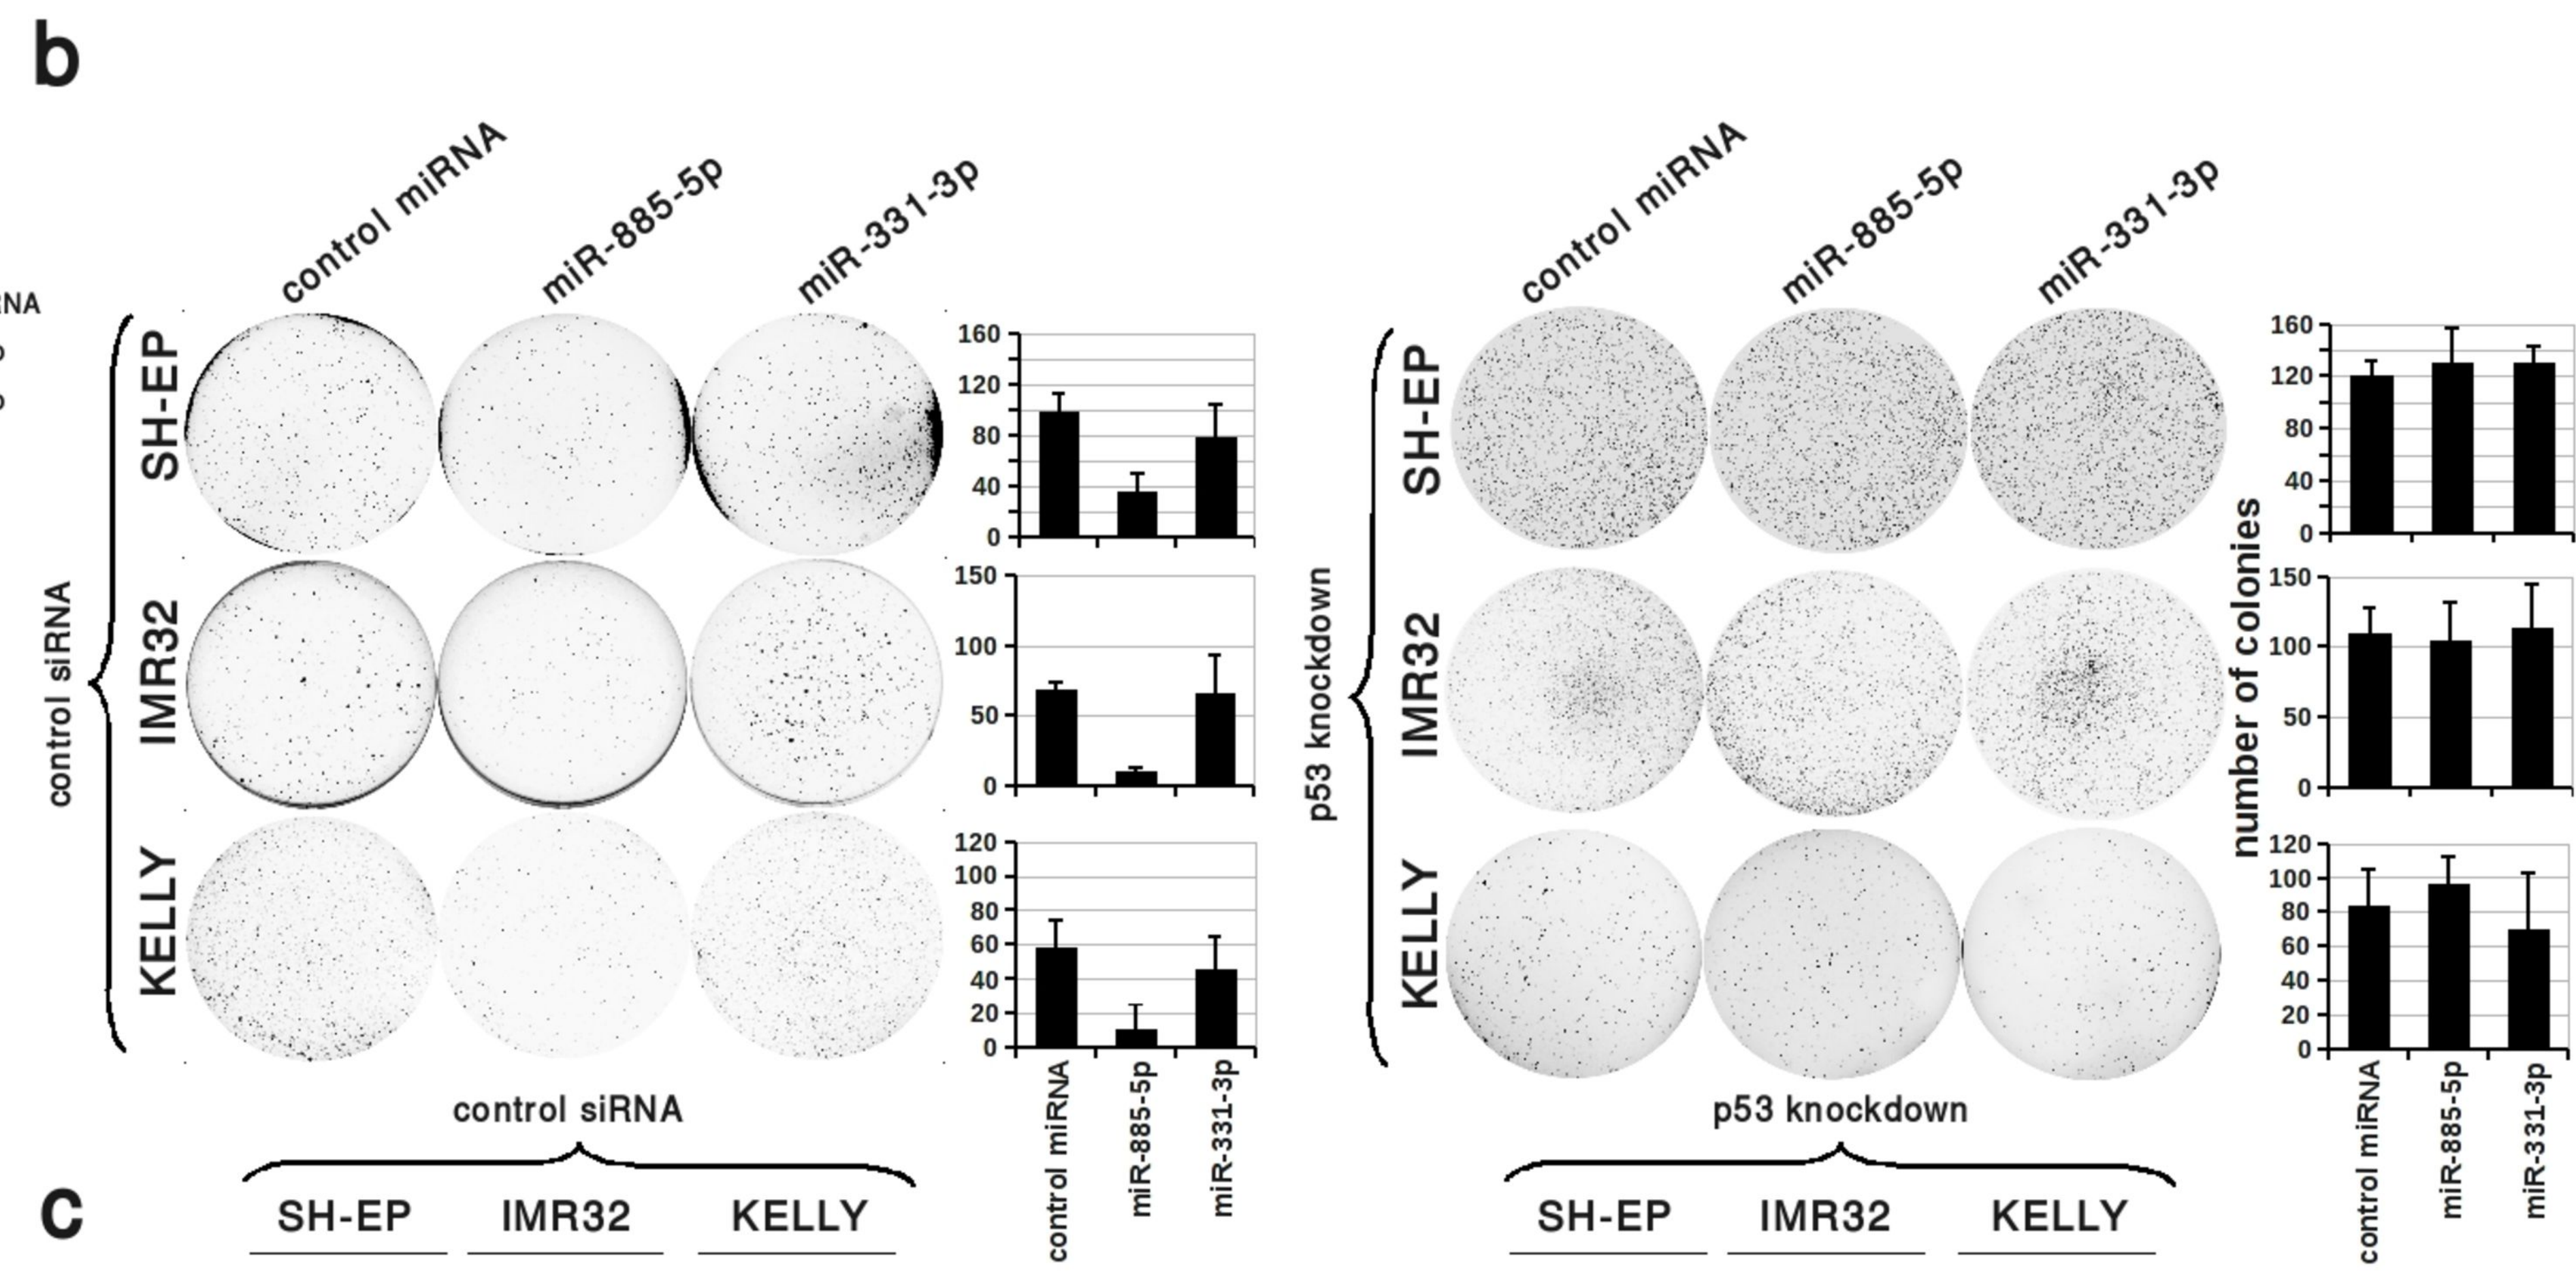 b
control miRNA
miR-885-5p
miR-331-3p
control miRNA
miR-885-5p
miR-331-3p
control siRNA
SH-EP
IMR32
KELLY
160
120
80
40
0
150
100
50
0
120
100
80
60
40
20
0
control miRNA
miR-885-5p
miR-331-3p
p53 knockdown
SH-EP
IMR32
KELLY
number of colonies
160
120
80
40
0
150
100
50
0
120
100
80
60
40
20
0
control miRNA
miR-885-5p
miR-331-3p
c
control siRNA
SH-EP
IMR32
KELLY
p53 knockdown
SH-EP
IMR32
KELLY